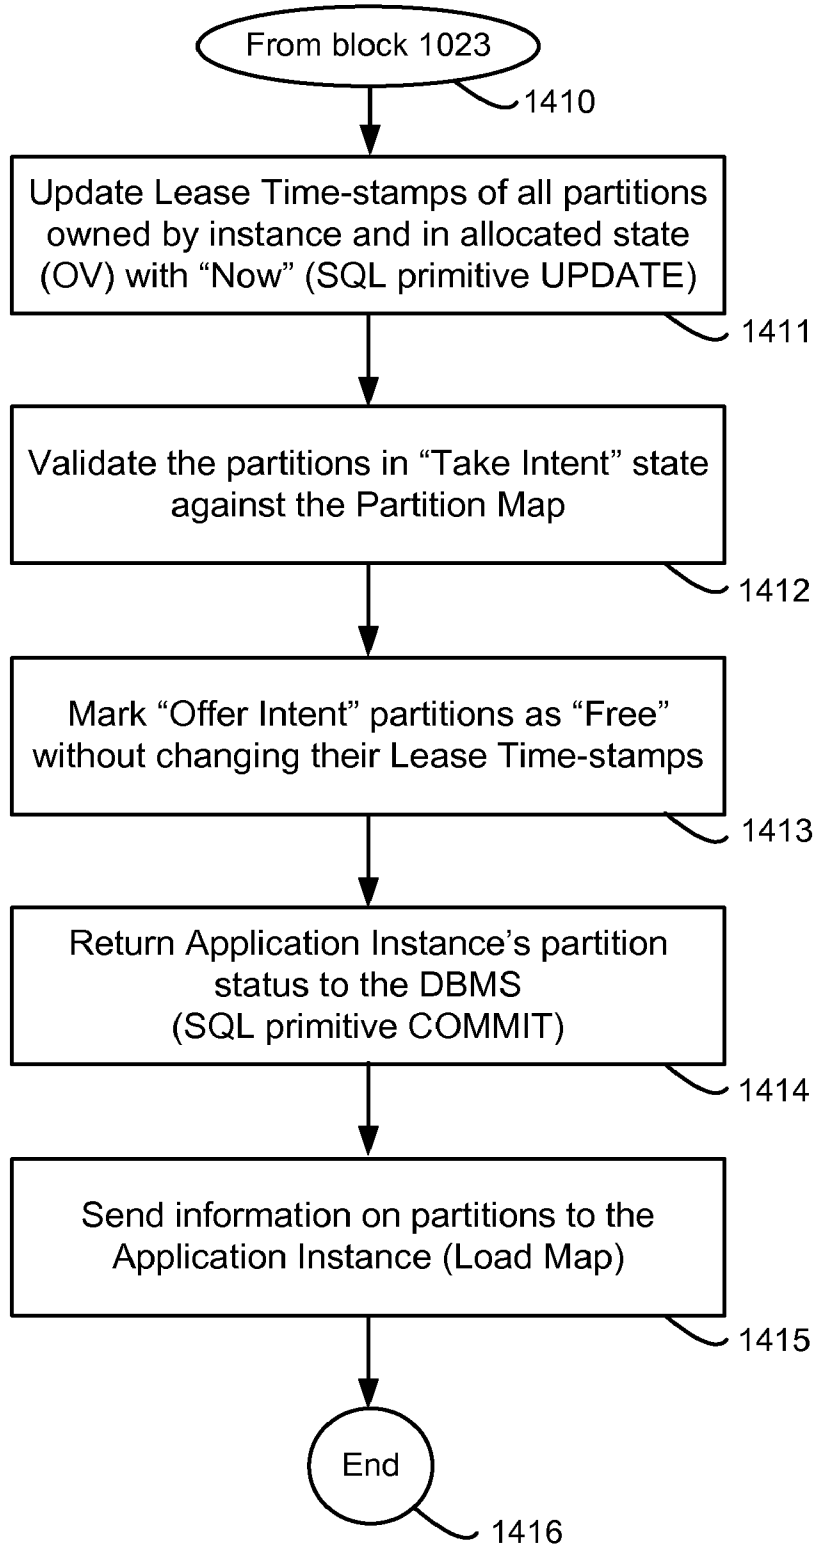 From block 1023
1410
Update Lease Time-stamps of all partitions
owned by instance and in allocated state
(OV) with “Now” (SQL primitive UPDATE)
1411
Validate the partitions in “Take Intent” state
against the Partition Map
1412
Mark “Offer Intent” partitions as “Free”
without changing their Lease Time-stamps
1413
Return Application Instance’s partition
status to the DBMS
(SQL primitive COMMIT)
1414
Send information on partitions to the
Application Instance (Load Map)
1415
End
1416